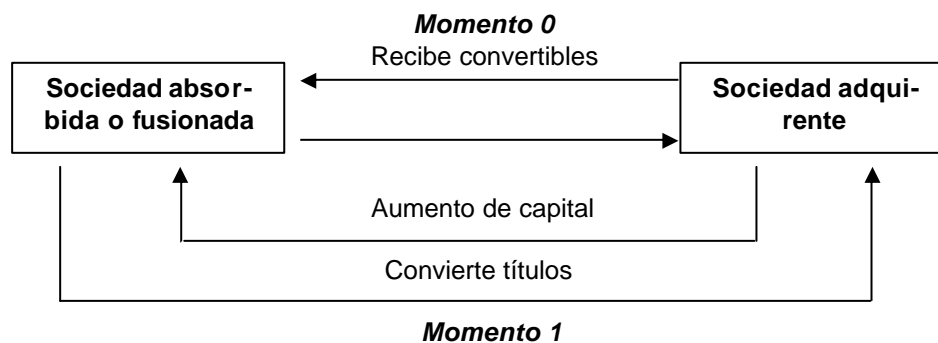 Momento 0
Recibe convertibles
Sociedad absor-
bida o fusionada
Sociedad adqui-
rente
Aumento de capital
Convierte títulos
Momento 1